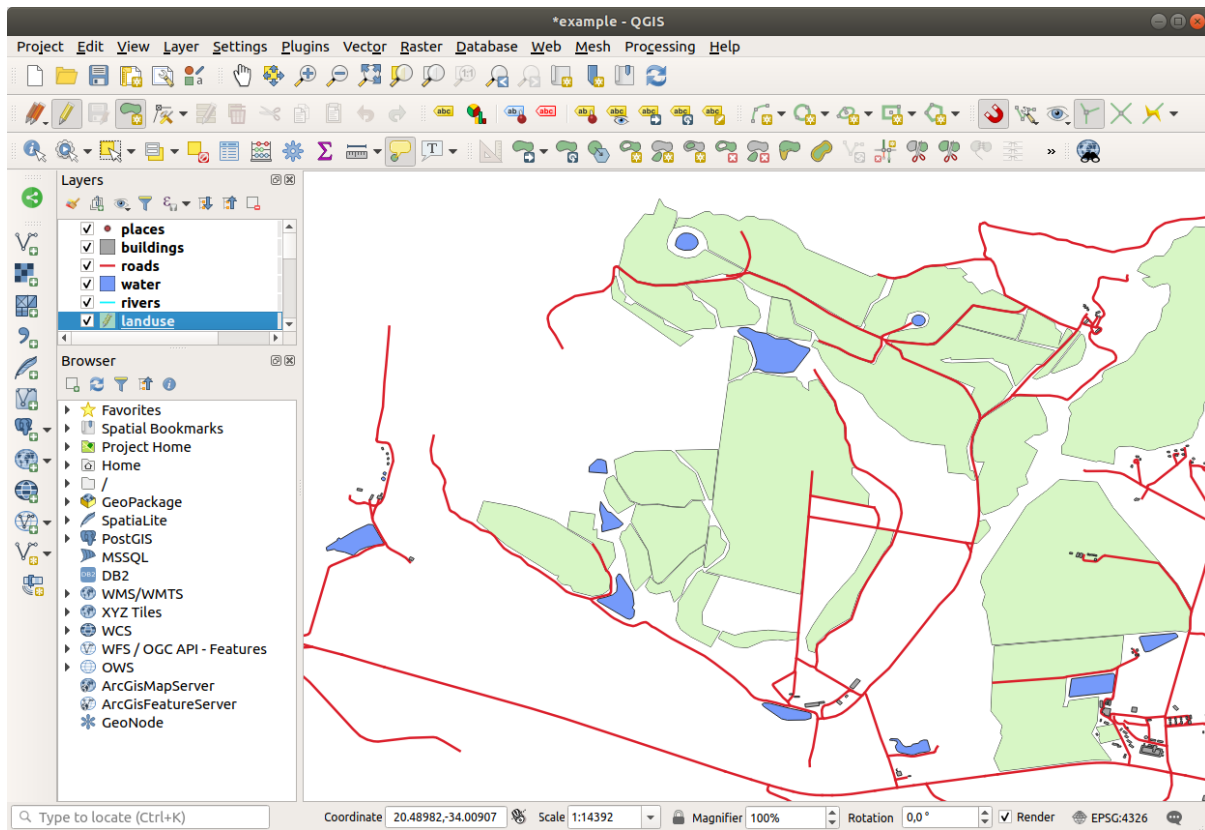 *example - QGIS
Project Edit View Layer Settings Plugins Vector Raster Database Web Mesh Processing Help
Layers
places
buildings
roads
water
rivers
landuse
Browser
Favorites
Spatial Bookmarks
Project Home
Home
/
GeoPackage
SpatiaLite
PostGIS
MSSQL
DB2
WMS/WMTS
XYZ Tiles
WCS
WFS / OGC API - Features
OWS
ArcGisMapServer
ArcGisFeatureServer
GeoNode
Type to locate (Ctrl+K) Coordinate 20.48982,-34.00907 Scale 1:14392 Magnifier 100% Rotation 0,0 ° Render EPSG:4326